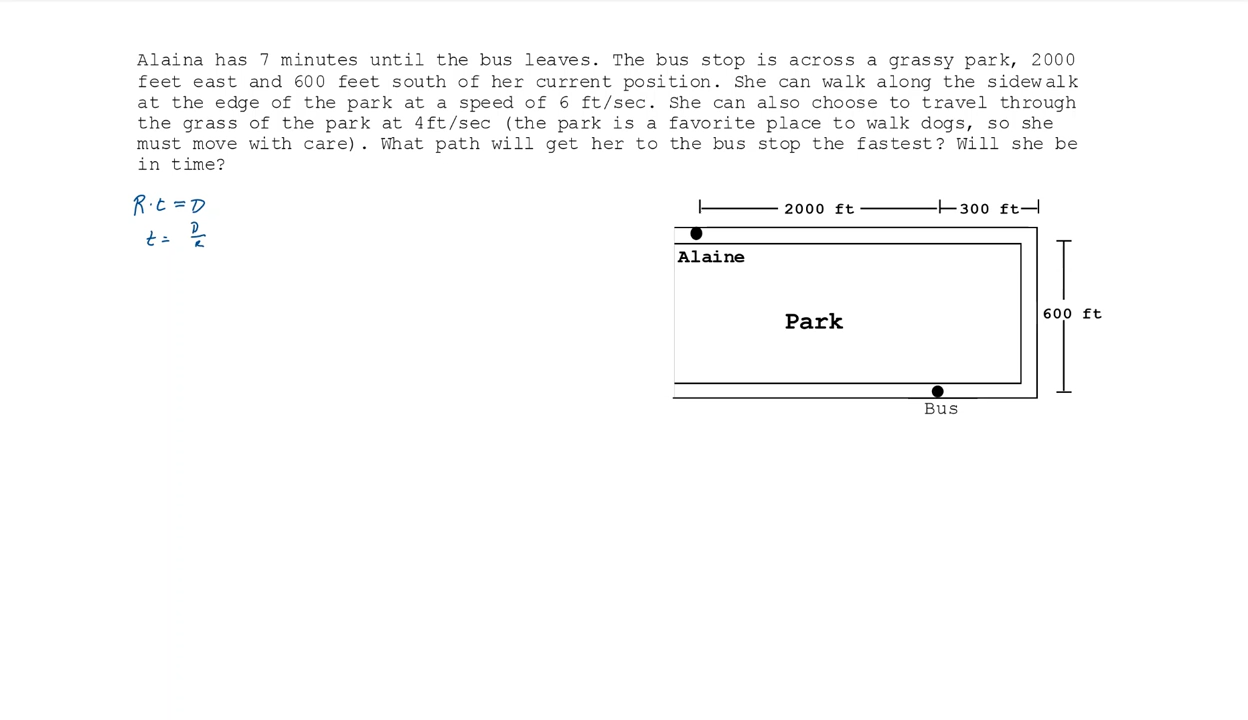 Alaina has 7 minutes until the bus leaves. The bus stop is across a grassy park, 2000
feet east and 600 feet south of her current position. She can walk along the sidewalk
at the edge of the park at a speed of 6 ft/sec. She can also choose to travel through
the grass of the park at 4ft/sec (the park is a favorite place to walk dogs, so she
must move with care). What path will get her to the bus stop the fastest? Will she be
in time?
R·t = D
t = D/R
2000 ft
300 ft
Alaine
Park
600 ft
Bus